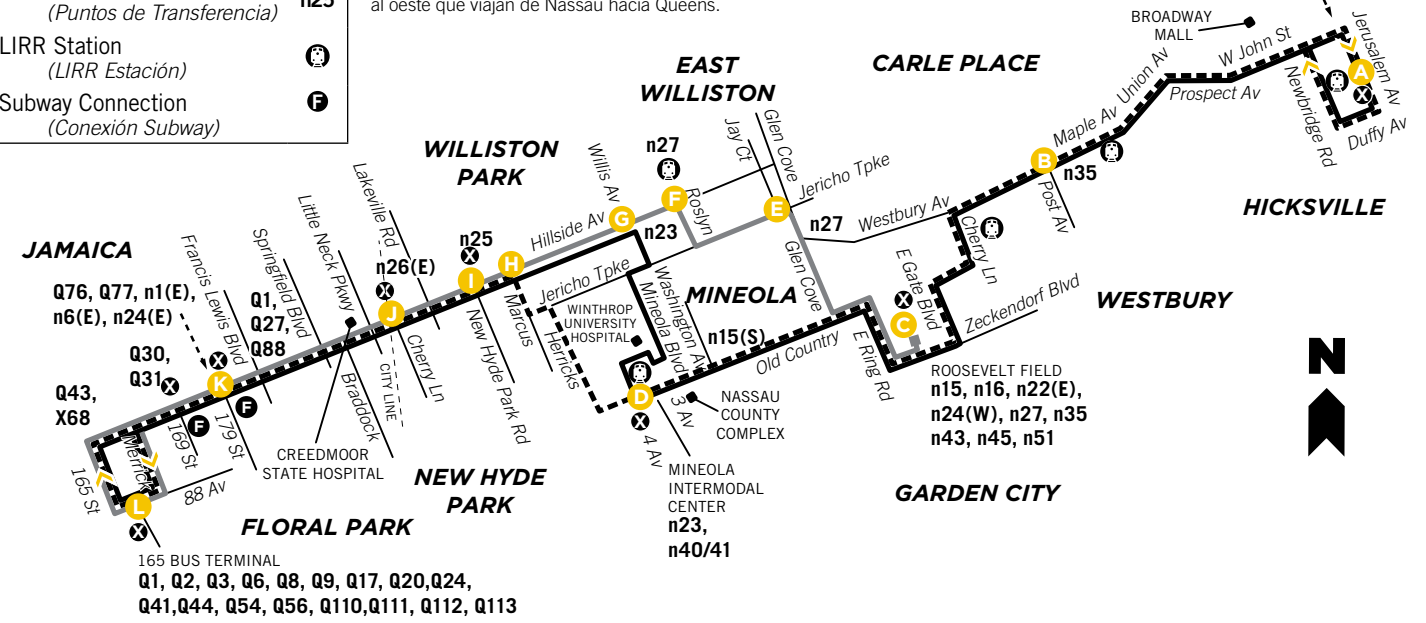 (Puntos de Transferencia)
n25
al oeste que viajan de Nassau hacia Queens.
LIRR Station
(LIRR Estación)
Subway Connection
F
(Conexión Subway)
BROADWAY
MALL
W John St
Jerusalem Av
A
X
Newbridge Rd
Duffy Av
CARLE PLACE
Union Av
Prospect Av
Maple Av
B
n35
Post Av
HICKSVILLE
EAST
WILLISTON
Jay Ct
Glen Cove
Jericho Tpke
E
n27
Westbury Av
Cherry Ln
WESTBURY
WILLISTON
PARK
Willis Av
n27
F
Roslyn
G
n23
Hillside Av
Glen Cove
E Gate Blvd
X
C
Zeckendorf Blvd
E Ring Rd
ROOSEVELT FIELD
n15, n16, n22(E),
n24(W), n27, n35
n43, n45, n51
N
JAMAICA
Q76, Q77, n1(E),
n6(E), n24(E)
Francis Lewis Blvd
Springfield Blvd
Little Neck Pkwy
Lakeville Rd
n26(E)
X
J
n25
X
I
H
Q1,
Q27,
Q88
Jericho Tpke
Marcus
Herricks
New Hyde Park Rd
WINTHROP
UNIVERSITY
HOSPITAL
Washington Av
Mineola Blvd
MINEOLA
n15(S)
Old Country
D
X
3 Av
4 Av
NASSAU
COUNTY
COMPLEX
MINEOLA
INTERMODAL
CENTER
n23,
n40/41
GARDEN CITY
Q30,
Q31
X
X
K
F
Q43,
X68
F
169 St
179 St
Merrick
165 St
88 Av
L
X
Braddock
CITY LINE
Cherry Ln
CREEDMOOR
STATE HOSPITAL
NEW HYDE
PARK
FLORAL PARK
165 BUS TERMINAL
Q1, Q2, Q3, Q6, Q8, Q9, Q17, Q20,Q24,
Q41,Q44, Q54, Q56, Q110,Q111, Q112, Q113